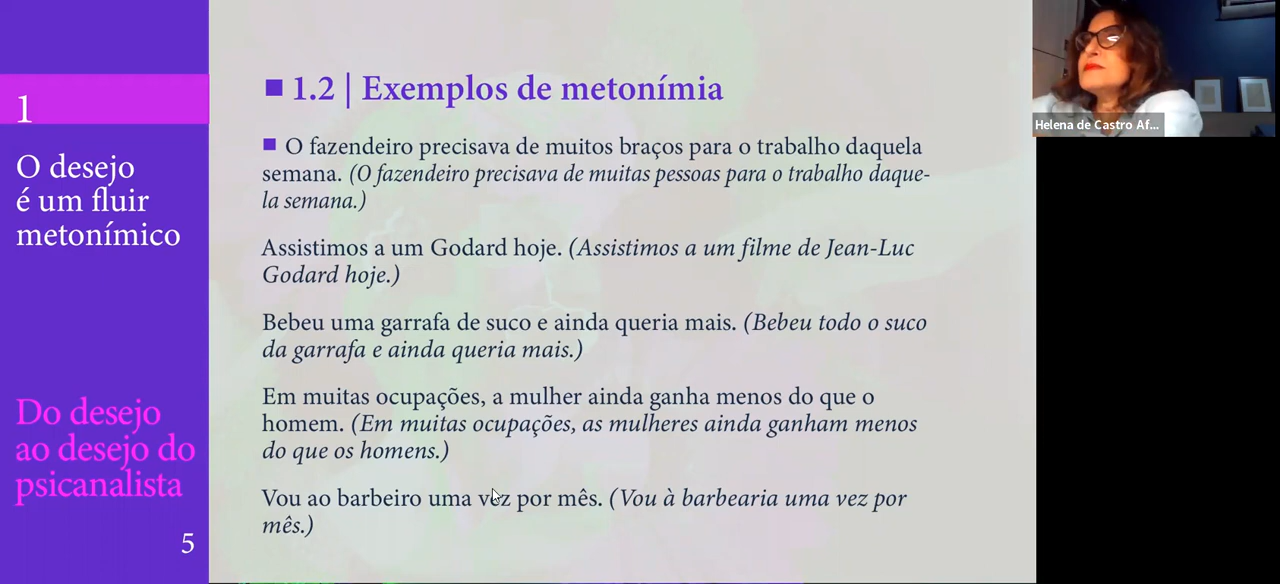 1
O desejo
é um fluir
metonímico
Do desejo
ao desejo do
psicanalista
5
1.2 | Exemplos de metonímia
O fazendeiro precisava de muitos braços para o trabalho daquela
semana. (O fazendeiro precisava de muitas pessoas para o trabalho daque-
la semana.)
Assistimos a um Godard hoje. (Assistimos a um filme de Jean-Luc
Godard hoje.)
Bebeu uma garrafa de suco e ainda queria mais. (Bebeu todo o suco
da garrafa e ainda queria mais.)
Em muitas ocupações, a mulher ainda ganha menos do que o
homem. (Em muitas ocupações, as mulheres ainda ganham menos
do que os homens.)
Vou ao barbeiro uma vez por mês. (Vou à barbearia uma vez por
mês.)
Helena de Castro Af...